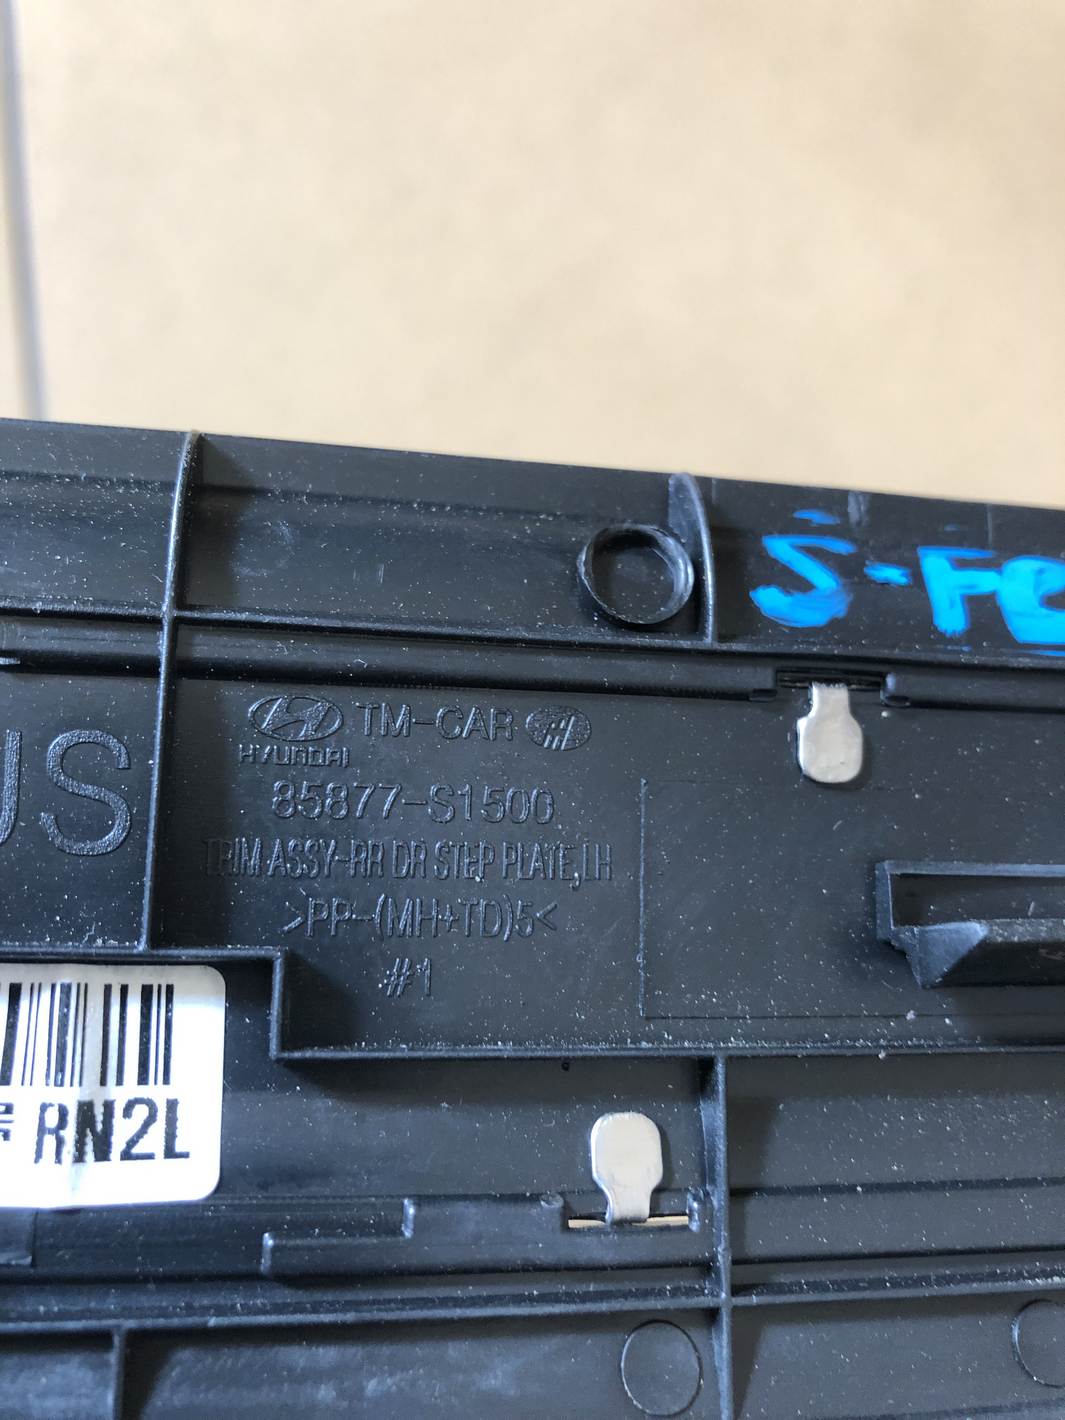 S-Fe
HYUNDAI TM-CAR
US
85877-S1500
TRIM ASSY-RR DR STEP PLATE,LH
>PP-(MH+TD)5<
#1
RN2L